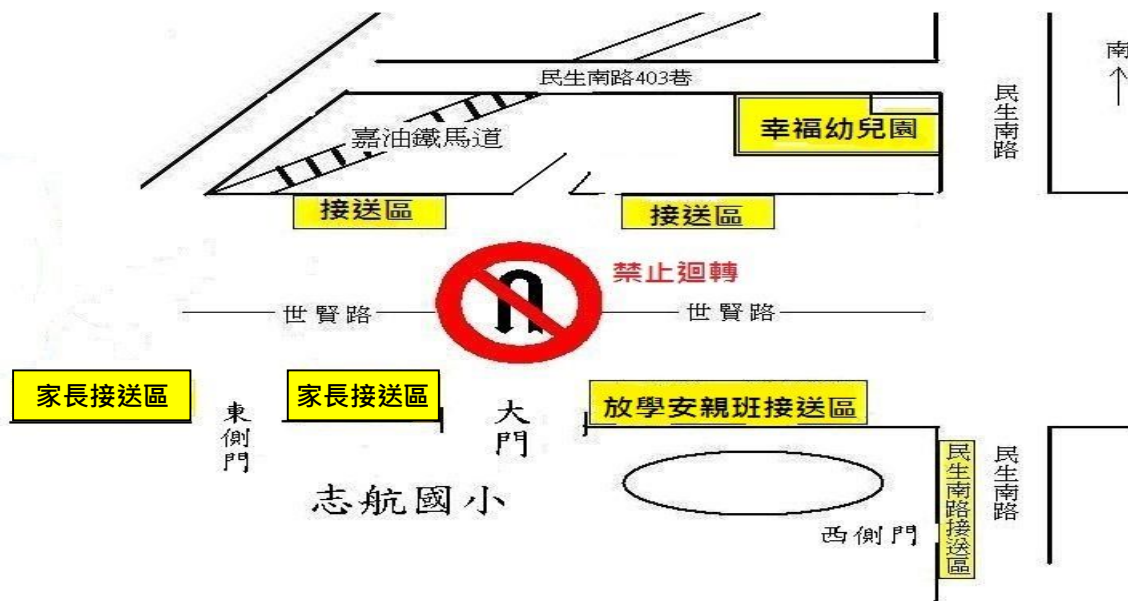 南
民生南路403巷
民生南路
幸福幼兒園
嘉油鐵馬道
接送區
接送區
禁止迴轉
世賢路
世賢路
家長接送區
家長接送區
放學安親班接送區
東側門
大門
民生南路接送區
民生南路
志航國小
西側門